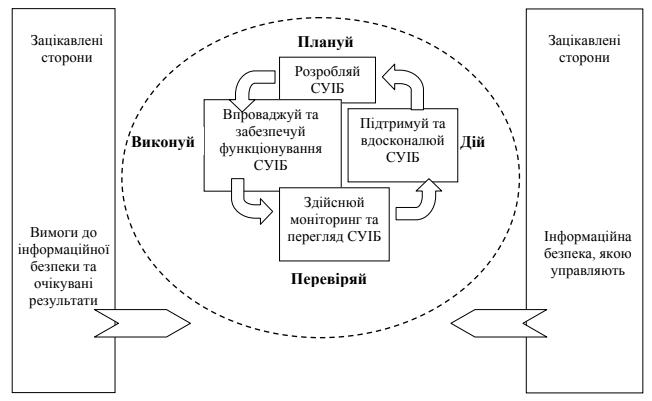 Зацікавлені
сторони
Вимоги до
інформаційної
безпеки та
очікувані
результати
Плануй
Розробляй
СУІБ
Виконуй
Впроваджуй та
забезпечуй
функціонування
СУІБ
Підтримуй та
вдосконалюй
СУІБ
Дій
Здійснюй
моніторинг та
перегляд СУІБ
Перевіряй
Зацікавлені
сторони
Інформаційна
безпека, якою
управляють